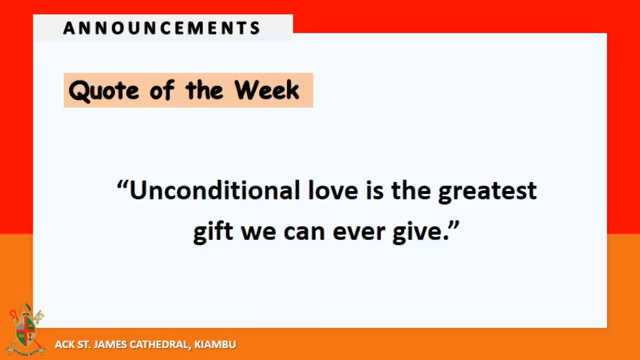 ANNOUNCEMENTS
Quote of the Week
“Unconditional love is the greatest
gift we can ever give.”
ACK ST. JAMES CATHEDRAL, KIAMBU